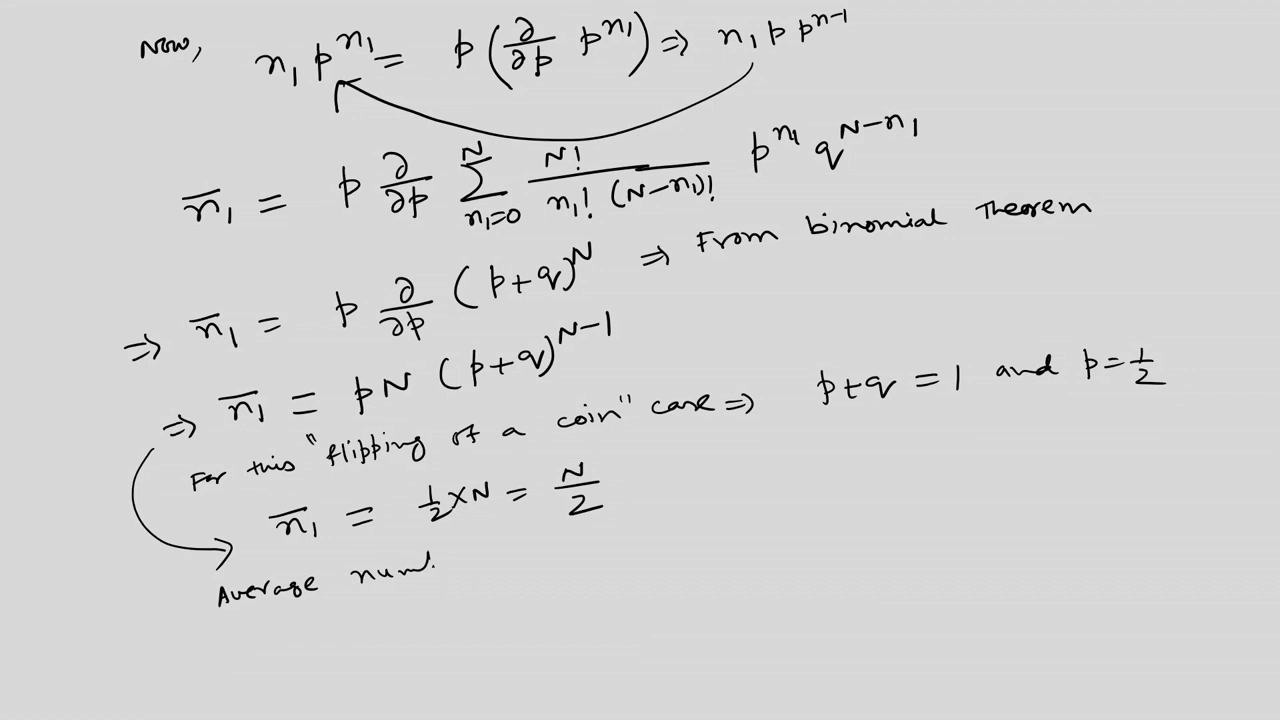 Now, n₁ p^{n₁} = p (∂/∂p p^{n₁}) ⇒ n₁ p p^{n-1}
n̄₁ = p ∂/∂p Σ_{n₁=0}^{N} N!/(n₁! (N-n₁)!) p^{n₁} q^{N-n₁}
⇒ n̄₁ = p ∂/∂p (p+q)^N ⇒ From binomial Theorem
⇒ n̄₁ = pN (p+q)^{N-1}
For this "flipping of a coin" case ⇒ p+q = 1 and p = 1/2
n̄₁ = 1/2 × N = N/2
Average num